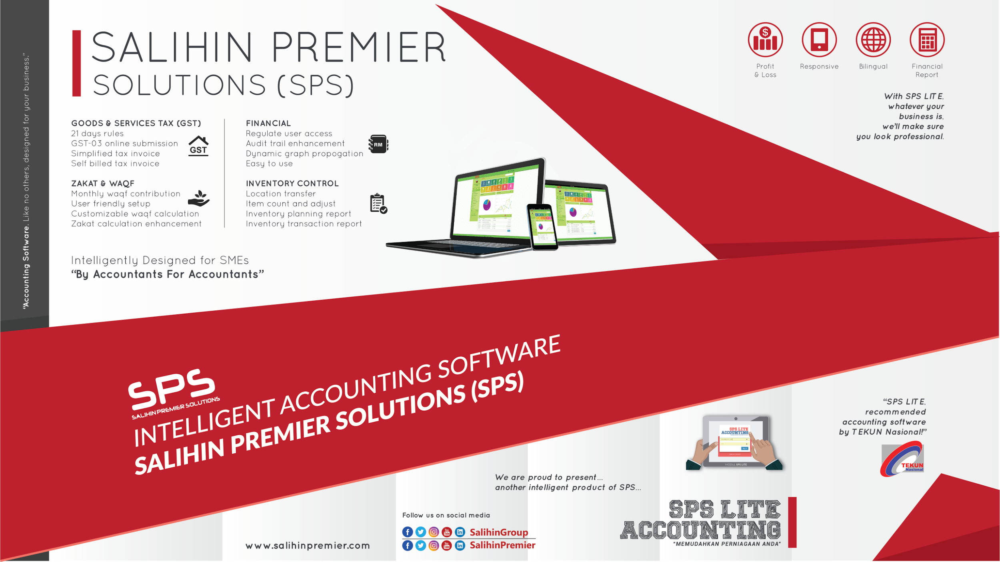 "Accounting Software. Like no others, designed for your business."
SALIHIN PREMIER
SOLUTIONS (SPS)
GOODS & SERVICES TAX (GST)
21 days rules
GST-03 online submission
Simplified tax invoice
Self billed tax invoice
GST
ZAKAT & WAQF
Monthly waqf contribution
User friendly setup
Customizable waqf calculation
Zakat calculation enhancement
FINANCIAL
Regulate user access
Audit trail enhancement
Dynamic graph propogation
Easy to use
RM
INVENTORY CONTROL
Location transfer
Item count and adjust
Inventory planning report
Inventory transaction report
Intelligently Designed for SMEs
"By Accountants For Accountants"
$
Profit
& Loss
Responsive
Bilingual
Financial
Report
With SPS LITE,
whatever your
business is,
we'll make sure
you look professional.
SPS
SALIHIN PREMIER SOLUTIONS
INTELLIGENT ACCOUNTING SOFTWARE
SALIHIN PREMIER SOLUTIONS (SPS)
SPS LITE
ACCOUNTING
MODUL SPS LITE
"SPS LITE,
recommended
accounting software
by TEKUN Nasional!"
TEKUN
Nasional
We are proud to present...
another intelligent product of SPS...
SPS LITE
ACCOUNTING
"MEMUDAHKAN PERNIAGAAN ANDA"
Follow us on social media
SalihinGroup
SalihinPremier
www.salihinpremier.com